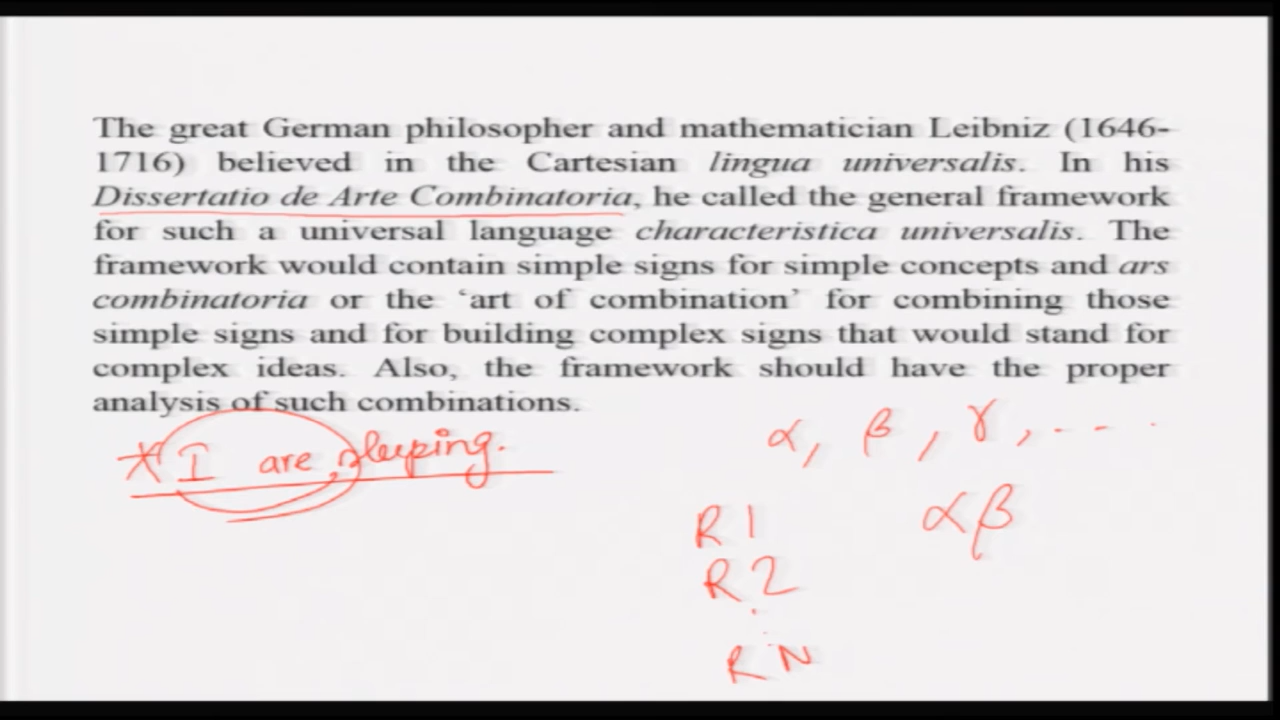 The great German philosopher and mathematician Leibniz (1646-
1716) believed in the Cartesian lingua universalis. In his
Dissertatio de Arte Combinatoria, he called the general framework
for such a universal language characteristica universalis. The
framework would contain simple signs for simple concepts and ars
combinatoria or the ‘art of combination’ for combining those
simple signs and for building complex signs that would stand for
complex ideas. Also, the framework should have the proper
analysis of such combinations.
* I are sleeping.
α, β, γ, ... .
R1
αβ
R2
RN